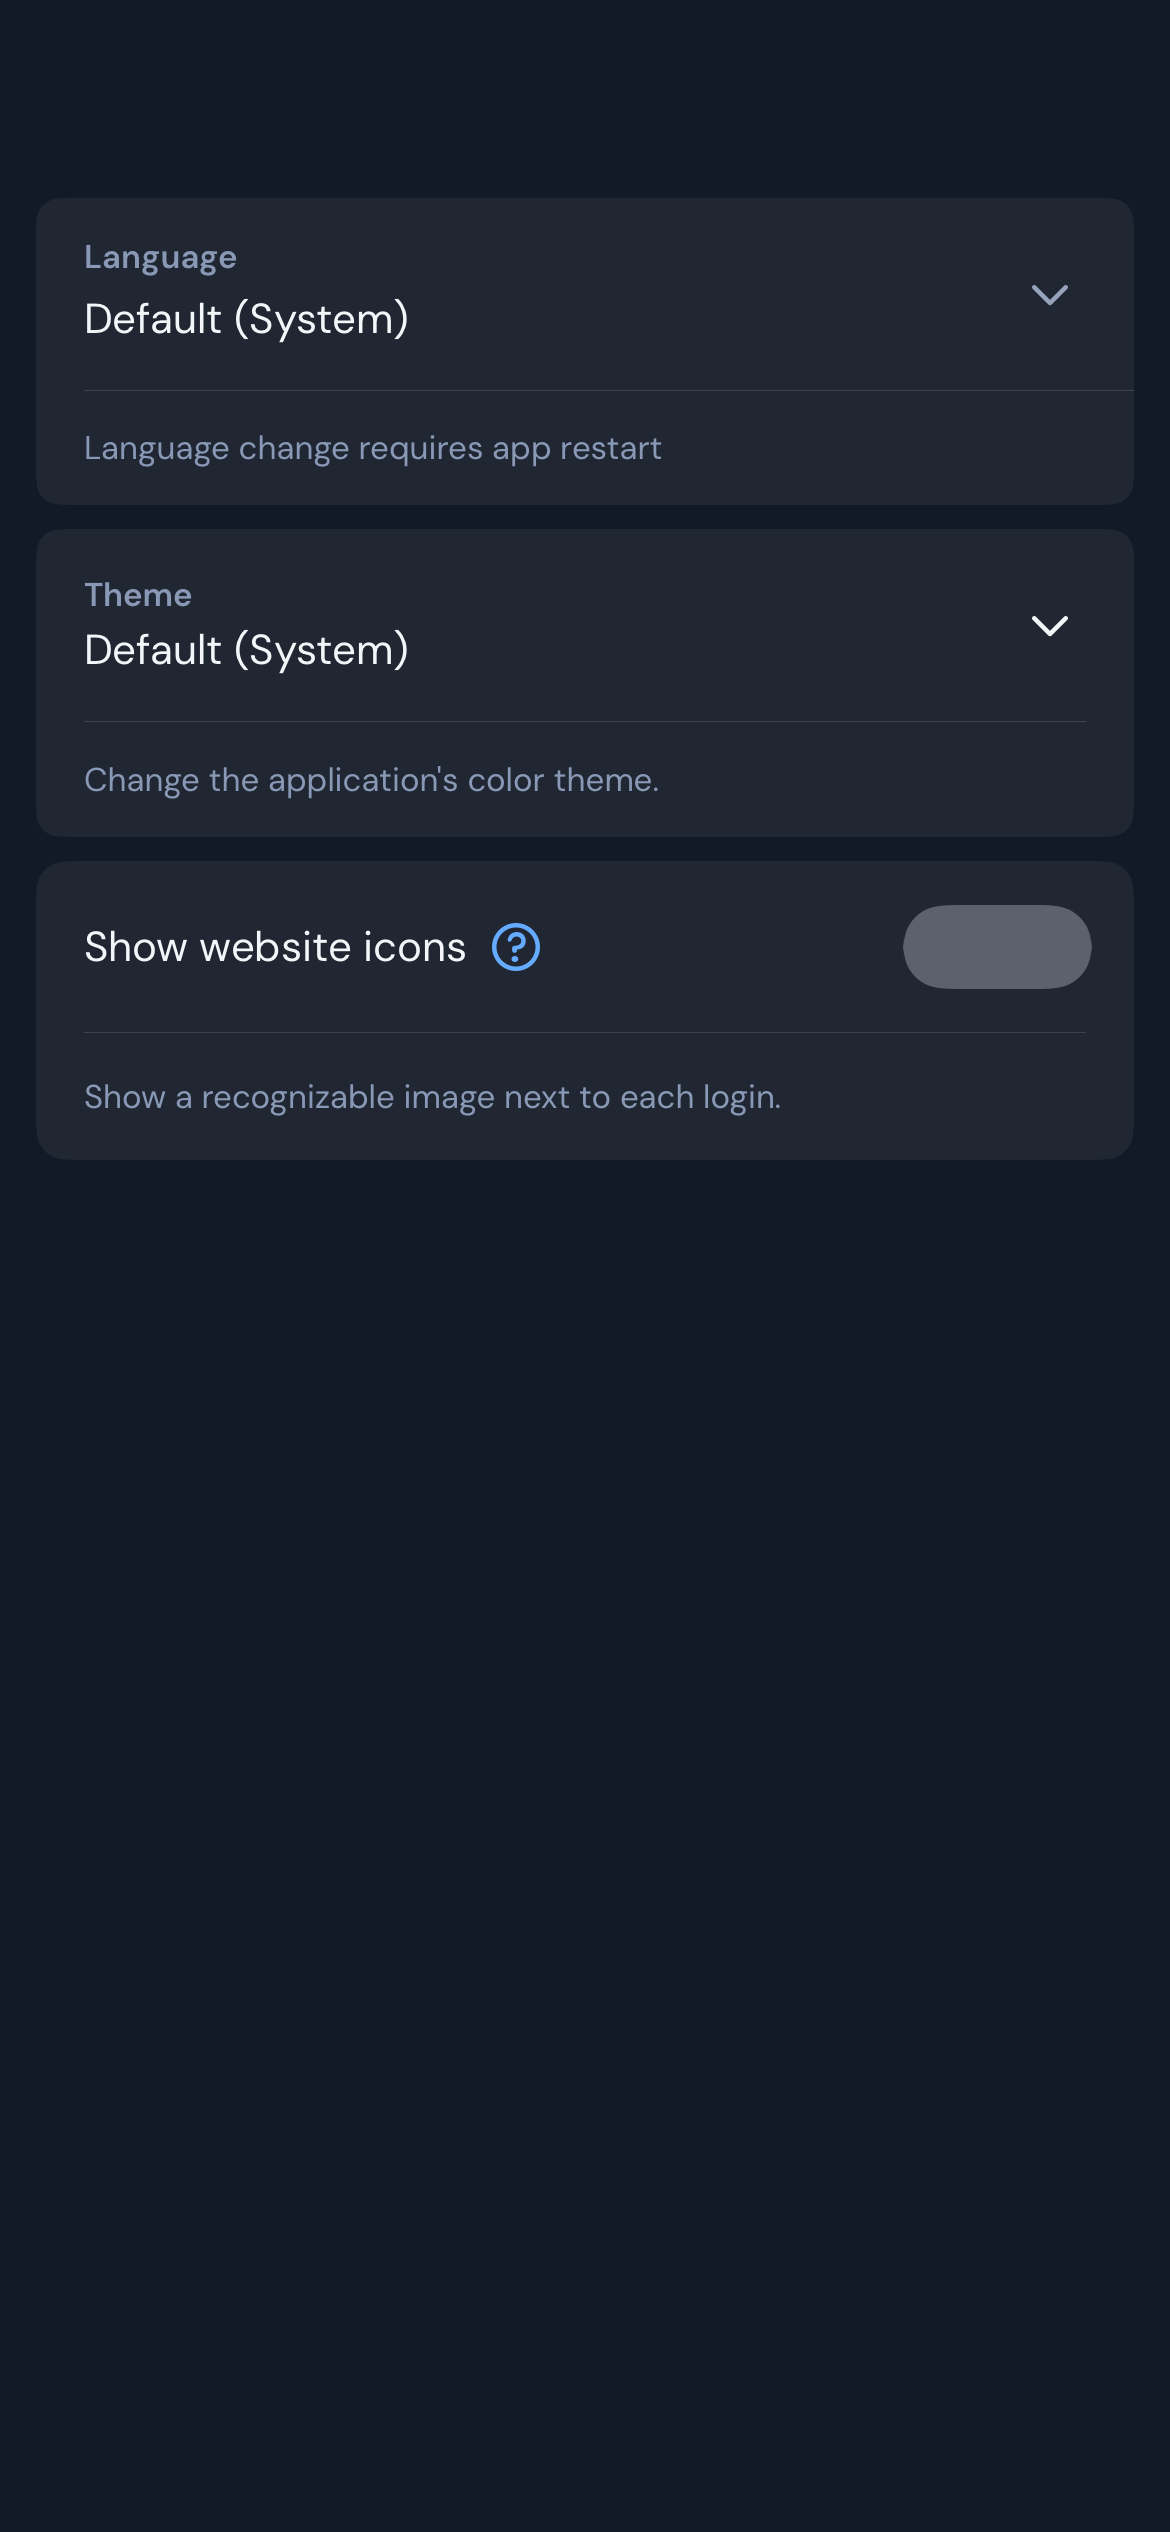 Language
Default (System)
Language change requires app restart
Theme
Default (System)
Change the application's color theme.
Show website icons
Show a recognizable image next to each login.